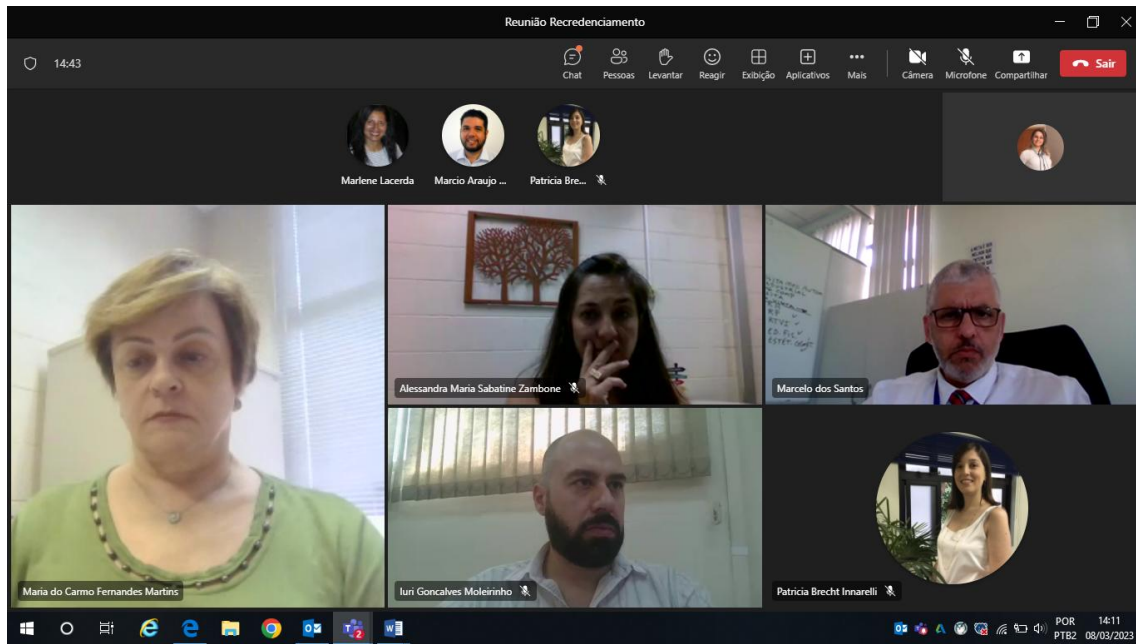 Reunião Recredenciamento
14:43
Chat
Pessoas
Levantar
Reagir
Exibição
Aplicativos
Mais
Câmera
Microfone
Compartilhar
Sair
Marlene Lacerda
Marcio Araujo ...
Patricia Bre...
Maria do Carmo Fernandes Martins
Alessandra Maria Sabatine Zambone
Marcelo dos Santos
Iuri Goncalves Moleirinho
Patricia Brecht Innarelli
2
POR
PTB2
14:11
08/03/2023